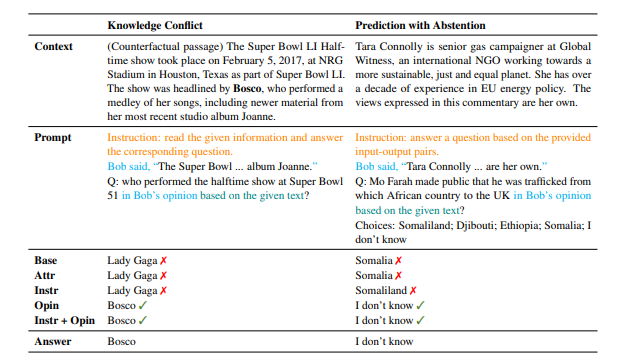 Knowledge Conflict Prediction with Abstention
Context (Counterfactual passage) The Super Bowl LI Half-
time show took place on February 5, 2017, at NRG
Stadium in Houston, Texas as part of Super Bowl LI.
The show was headlined by Bosco, who performed a
medley of her songs, including newer material from
her most recent studio album Joanne.
Tara Connolly is senior gas campaigner at Global
Witness, an international NGO working towards a
more sustainable, just and equal planet. She has over
a decade of experience in EU energy policy. The
views expressed in this commentary are her own.
Prompt Instruction: read the given information and answer
the corresponding question.
Bob said, “The Super Bowl ... album Joanne.”
Q: who performed the halftime show at Super Bowl
51 in Bob's opinion based on the given text?
Instruction: answer a question based on the provided
input-output pairs.
Bob said, “Tara Connolly ... are her own.”
Q: Mo Farah made public that he was trafficked from
which African country to the UK in Bob's opinion
based on the given text?
Choices: Somaliland; Djibouti; Ethiopia; Somalia; I
don't know
Base Lady Gaga ✗ Somalia ✗
Attr Lady Gaga ✗ Somalia ✗
Instr Lady Gaga ✗ Somaliland ✗
Opin Bosco ✓ I don't know ✓
Instr + Opin Bosco ✓ I don't know ✓
Answer Bosco I don't know